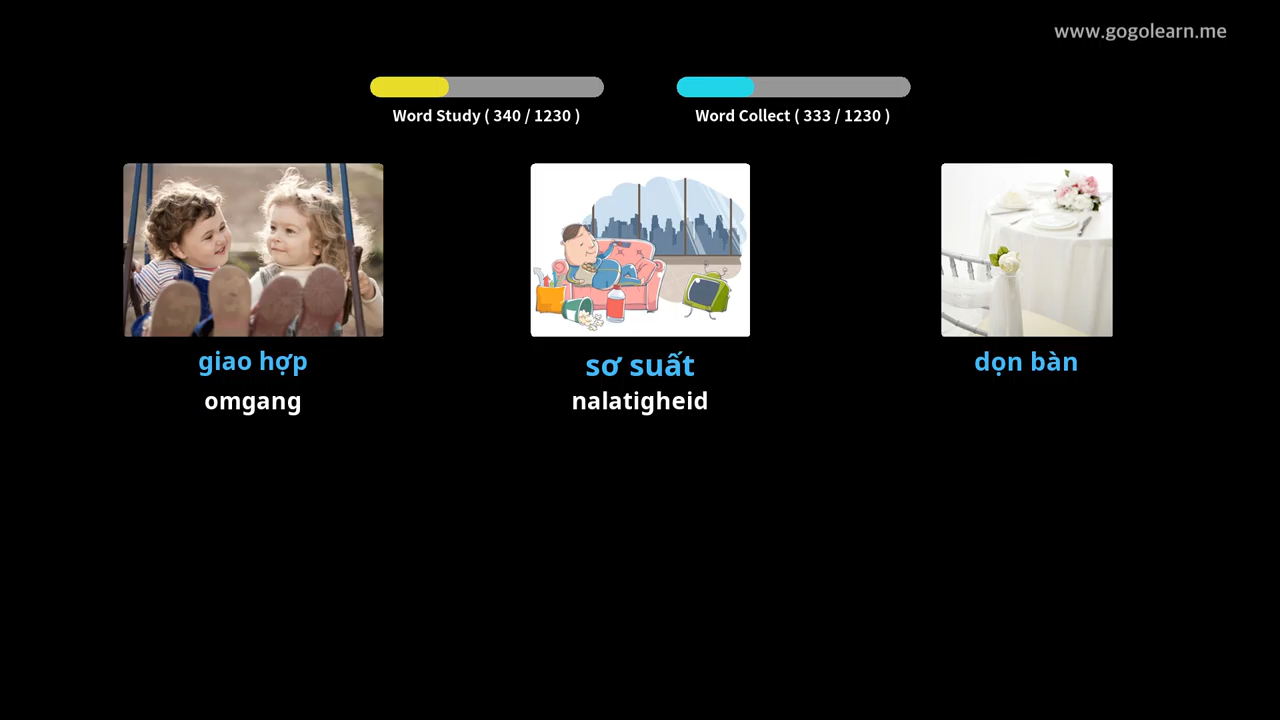 www.gogolearn.me
Word Study ( 340 / 1230 )
Word Collect ( 333 / 1230 )
giao hợp
omgang
sơ suất
nalatigheid
dọn bàn